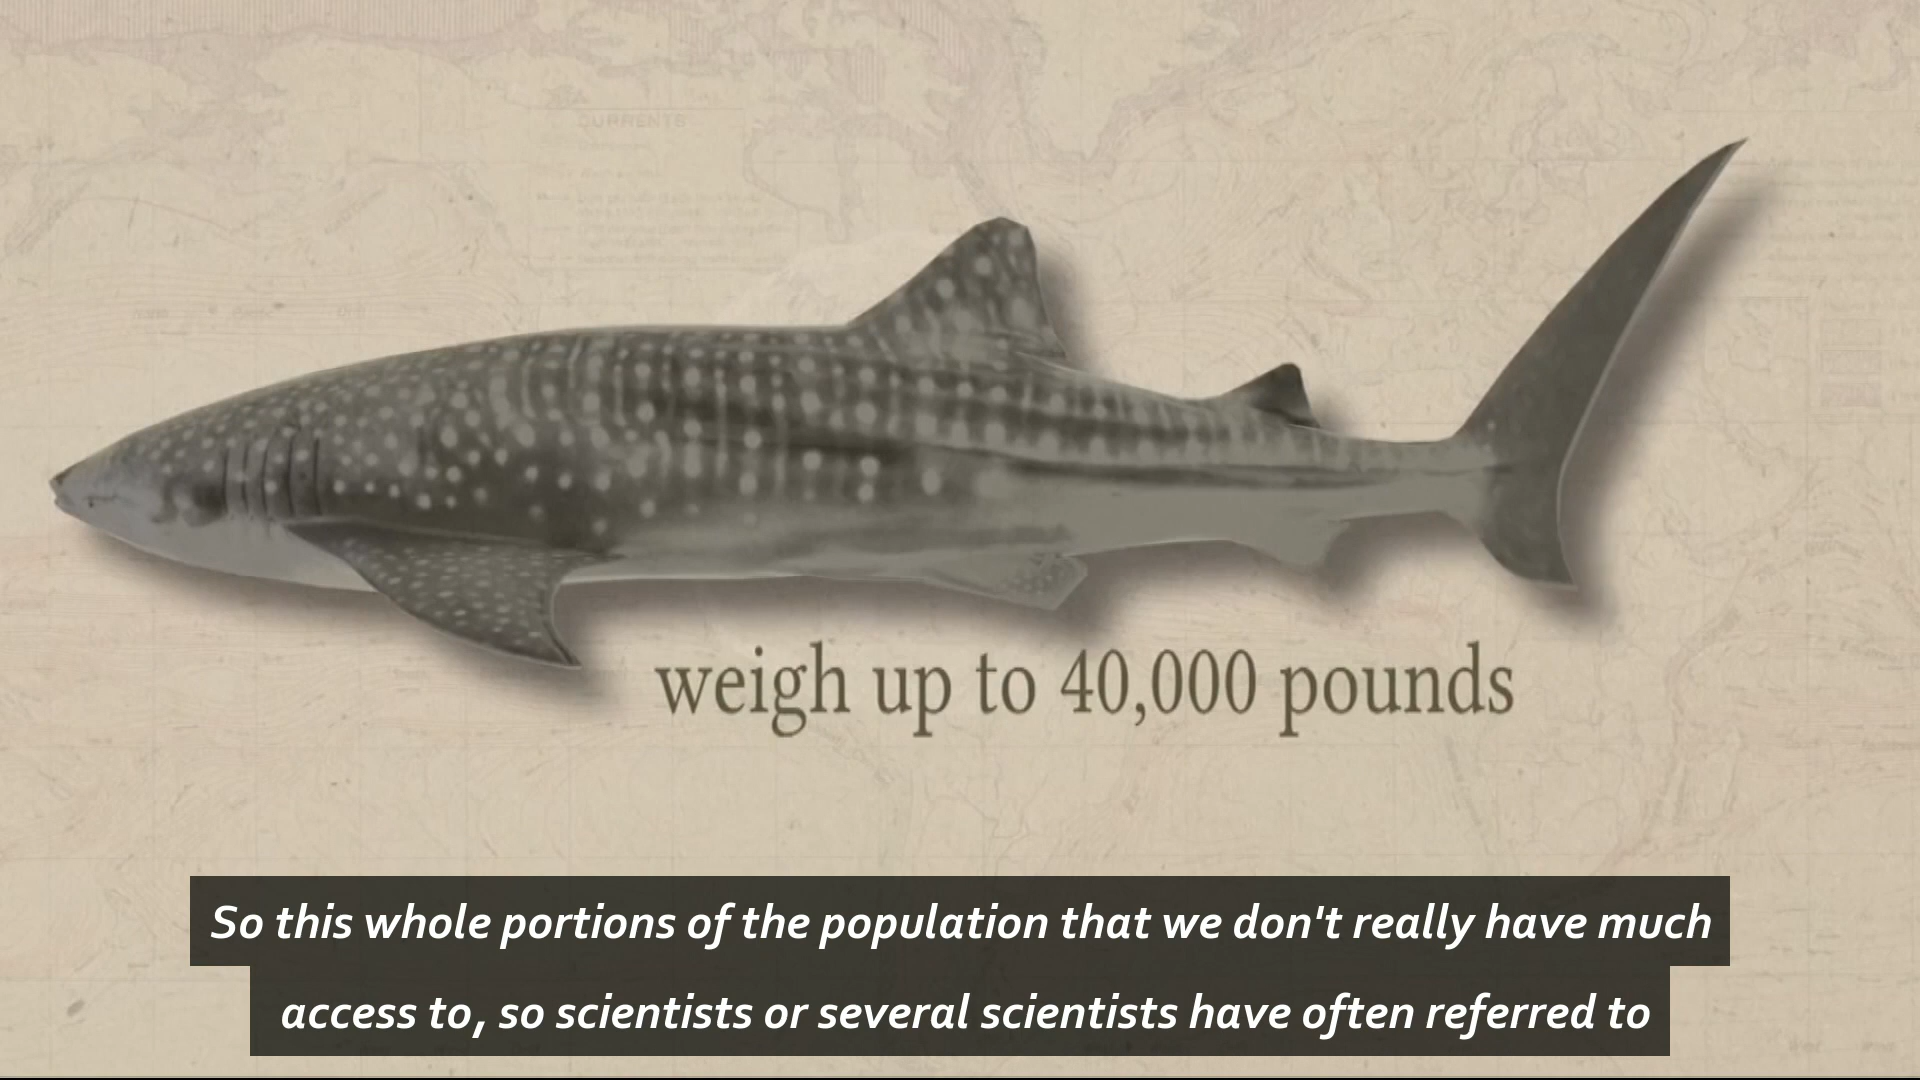 CURRENTS
weigh up to 40,000 pounds
So this whole portions of the population that we don't really have much
access to, so scientists or several scientists have often referred to